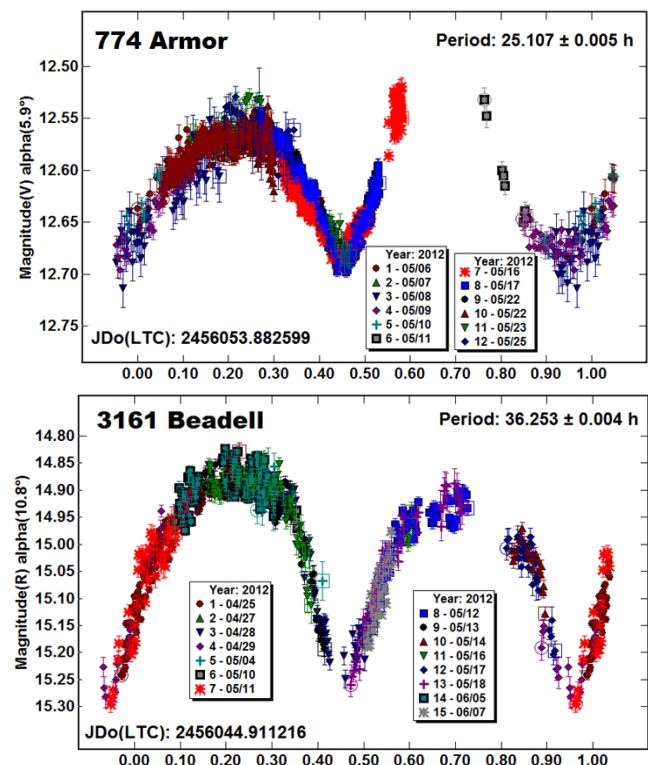 774 Armor
Period: 25.107 ± 0.005 h
Magnitude(V) alpha(5.9°)
12.50
12.55
12.60
12.65
12.70
12.75
Year: 2012
1 - 05/06
2 - 05/07
3 - 05/08
4 - 05/09
5 - 05/10
6 - 05/11
Year: 2012
7 - 05/16
8 - 05/17
9 - 05/22
10 - 05/22
11 - 05/23
12 - 05/25
JDo(LTC): 2456053.882599
0.00 0.10 0.20 0.30 0.40 0.50 0.60 0.70 0.80 0.90 1.00
3161 Beadell
Period: 36.253 ± 0.004 h
Magnitude(R) alpha(10.8°)
14.80
14.85
14.90
14.95
15.00
15.05
15.10
15.15
15.20
15.25
15.30
Year: 2012
1 - 04/25
2 - 04/27
3 - 04/28
4 - 04/29
5 - 05/04
6 - 05/10
7 - 05/11
Year: 2012
8 - 05/12
9 - 05/13
10 - 05/14
11 - 05/16
12 - 05/17
13 - 05/18
14 - 06/05
15 - 06/07
JDo(LTC): 2456044.911216
0.00 0.10 0.20 0.30 0.40 0.50 0.60 0.70 0.80 0.90 1.00